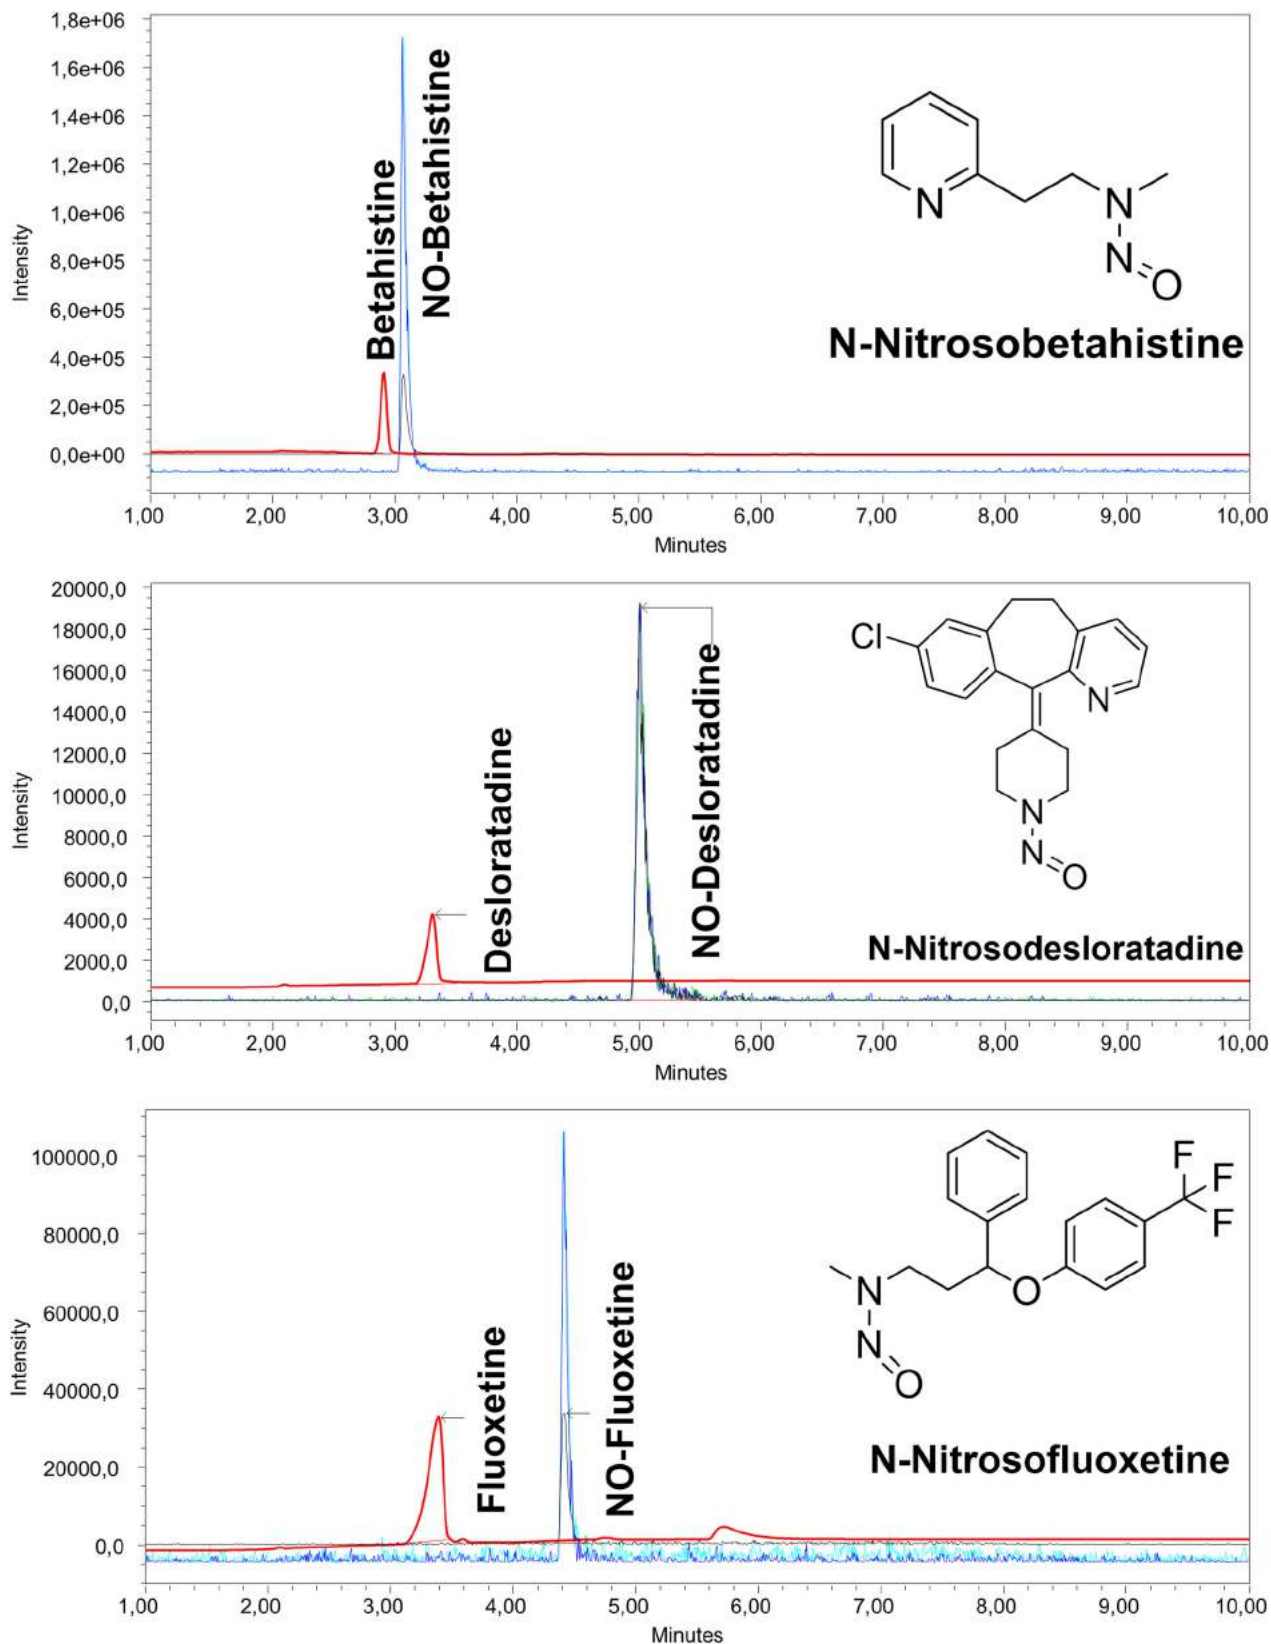 1,8e+06
1,6e+06
1,4e+06
1,2e+06
1,0e+06
8,0e+05
6,0e+05
4,0e+05
2,0e+05
0,0e+00
Intensity
Betahistine
NO-Betahistine
N
N
N
O
N-Nitrosobetahistine
1,00 2,00 3,00 4,00 5,00 6,00 7,00 8,00 9,00 10,00
Minutes
20000,0
18000,0
16000,0
14000,0
12000,0
10000,0
8000,0
6000,0
4000,0
2000,0
0,0
Intensity
Desloratadine
NO-Desloratadine
Cl
N
N
N
O
N-Nitrosodesloratadine
1,00 2,00 3,00 4,00 5,00 6,00 7,00 8,00 9,00 10,00
Minutes
100000,0
80000,0
60000,0
40000,0
20000,0
0,0
Intensity
Fluoxetine
NO-Fluoxetine
F
F
F
N
O
N
O
N-Nitrosofluoxetine
1,00 2,00 3,00 4,00 5,00 6,00 7,00 8,00 9,00 10,00
Minutes